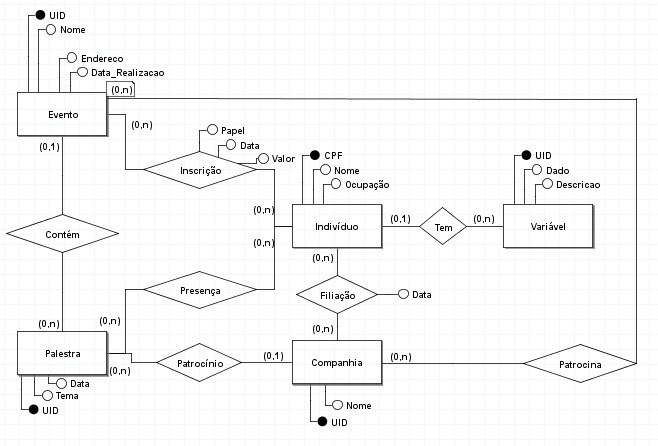 UID
Nome
Endereco
Data_Realizacao
(0,n)
Evento
(0,n)
(0,1)
Papel
Data
Valor
Inscrição
CPF
Nome
Ocupação
UID
Dado
Descricao
(0,n)
Indivíduo
(0,1)
Tem
(0,n)
Variável
Contém
(0,n)
(0,n)
Presença
Filiação
Data
(0,n)
(0,n)
(0,n)
Palestra
(0,n)
Patrocínio
(0,1)
Companhia
(0,n)
Patrocina
Data
Tema
UID
Nome
UID